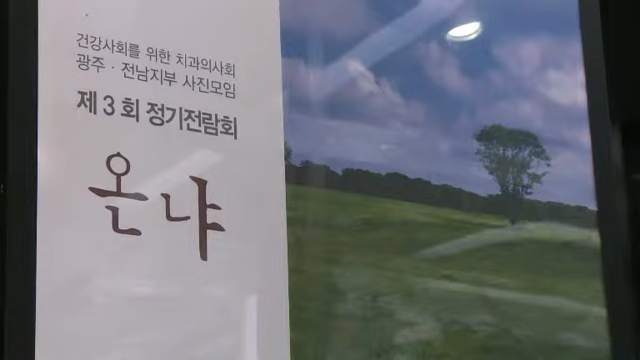 건강사회를 위한 치과의사회
광주 · 전남지부 사진모임
제 3 회 정기전람회
온 냐